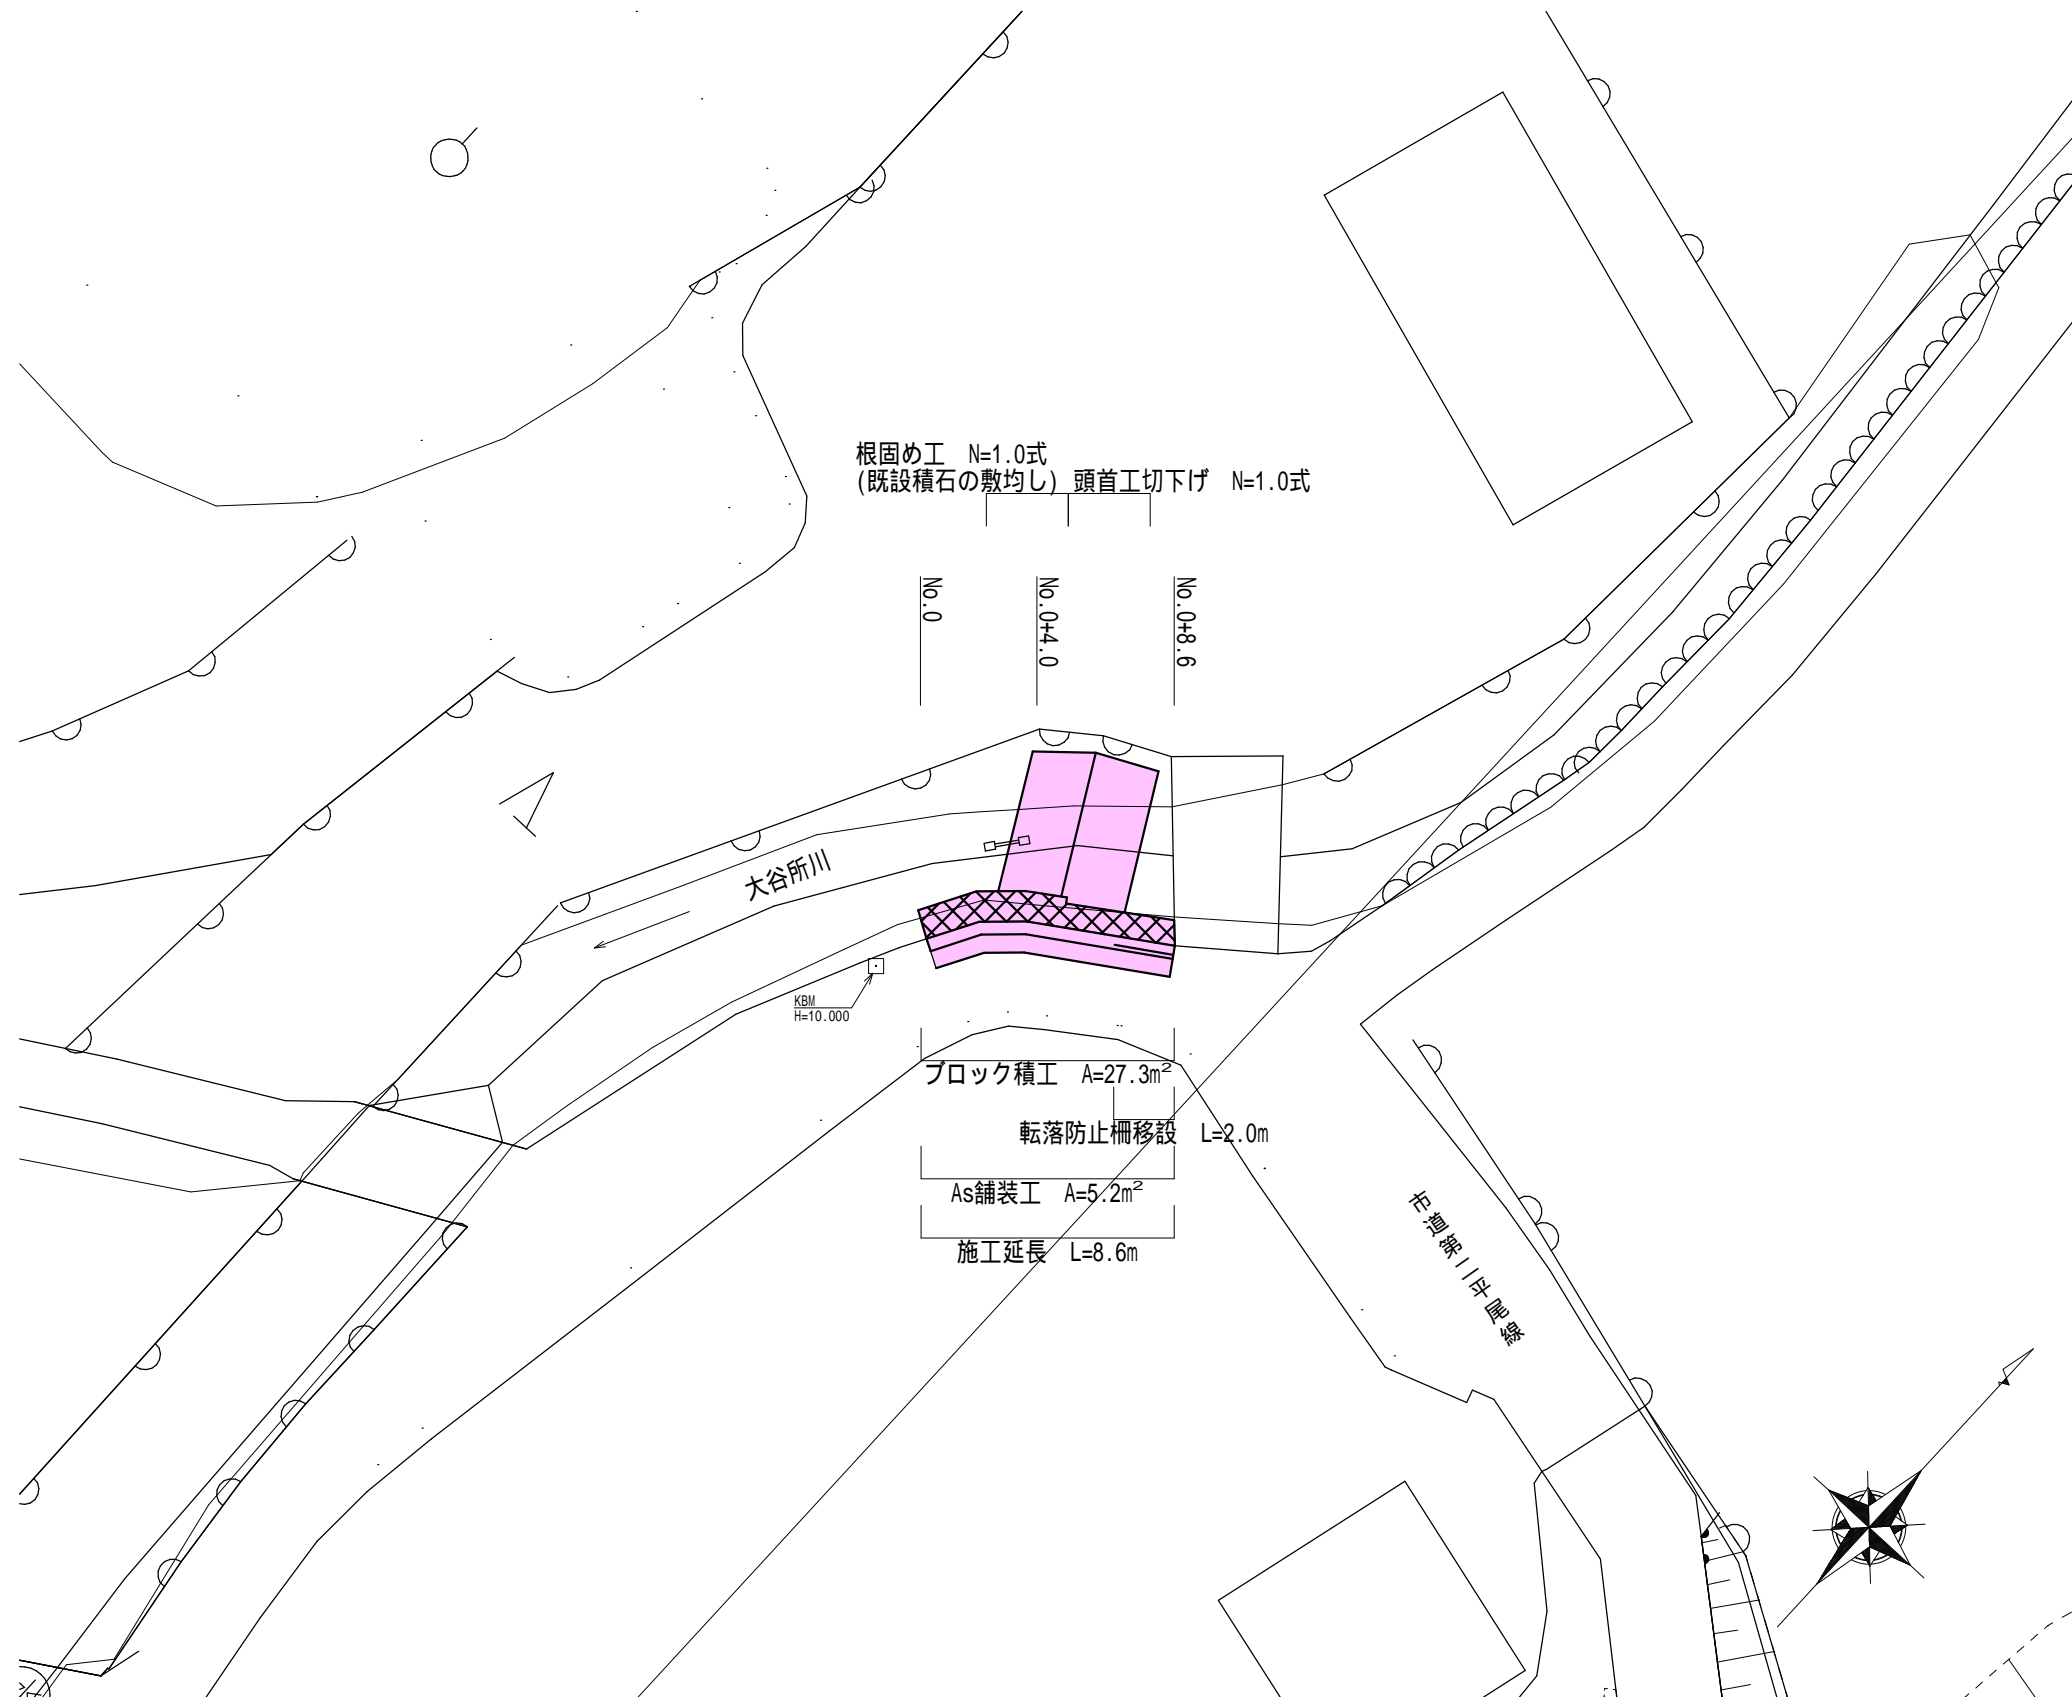 根固め工　N=1.0式
(既設積石の敷均し) 頭首工切下げ　N=1.0式
No.0
No.0+4.0
No.0+8.6
大谷所川
KBM
H=10.000
ブロック積工　A=27.3m²
転落防止柵移設　L=2.0m
As舗装工　A=5.2m²
施工延長　L=8.6m
市道第二平尾線